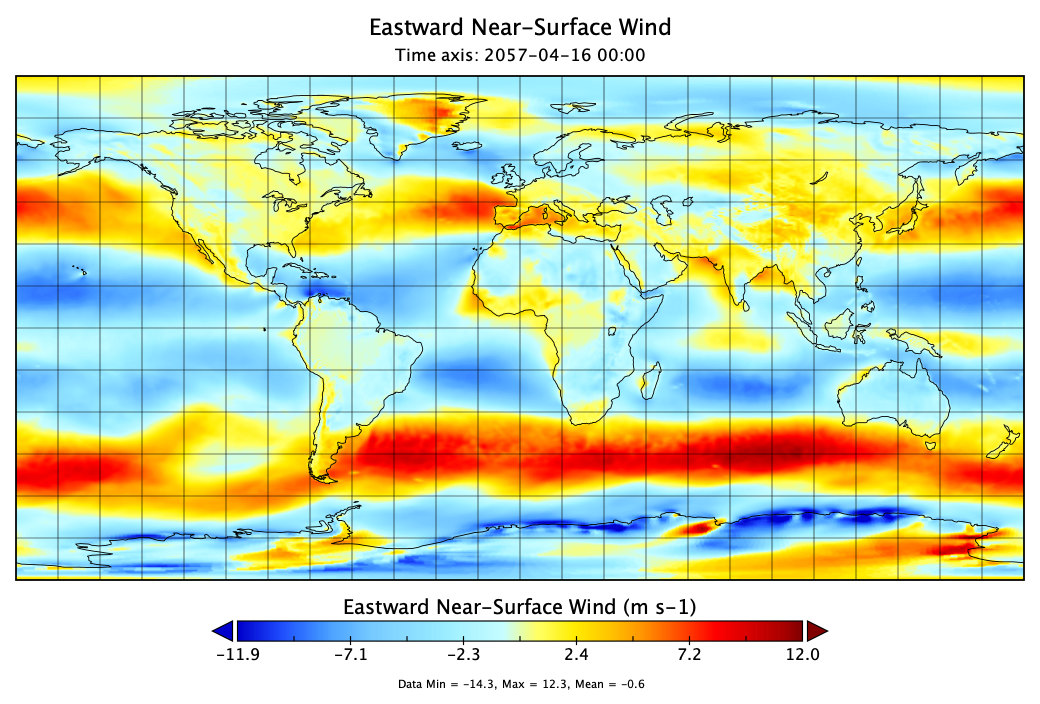 Eastward Near-Surface Wind
Time axis: 2057-04-16 00:00
Eastward Near-Surface Wind (m s-1)
-11.9 -7.1 -2.3 2.4 7.2 12.0
Data Min = -14.3, Max = 12.3, Mean = -0.6